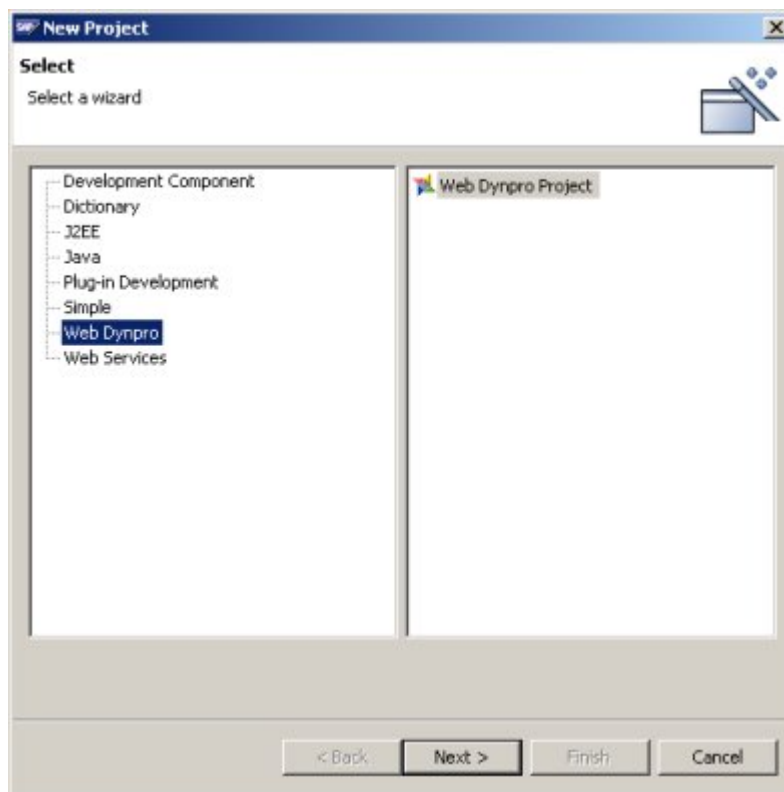 SAP New Project
Select
Select a wizard
Development Component
Dictionary
J2EE
Java
Plug-in Development
Simple
Web Dynpro
Web Services
Web Dynpro Project
< Back
Next >
Finish
Cancel